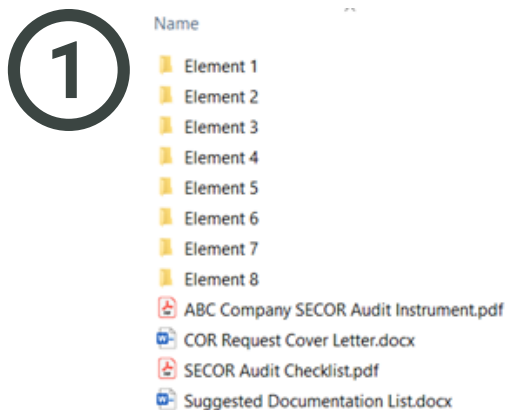 1
Name
Element 1
Element 2
Element 3
Element 4
Element 5
Element 6
Element 7
Element 8
ABC Company SECOR Audit Instrument.pdf
COR Request Cover Letter.docx
SECOR Audit Checklist.pdf
Suggested Documentation List.docx